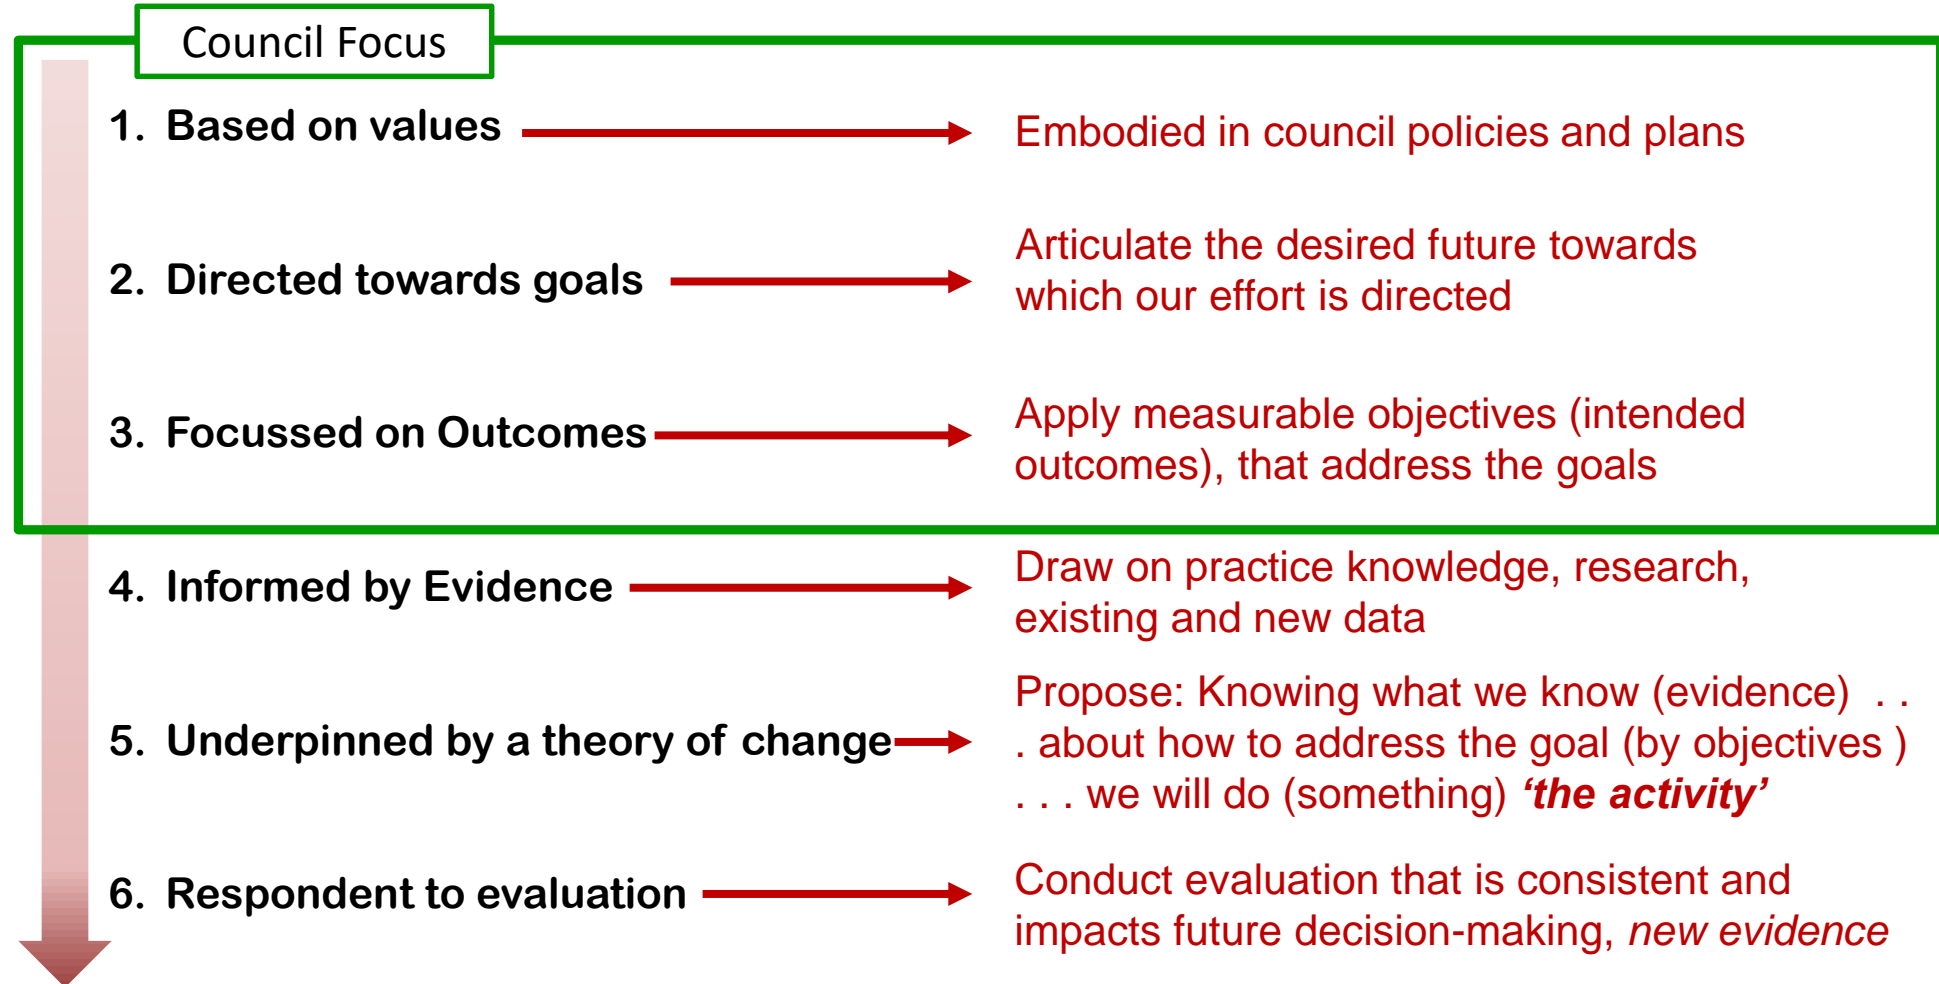 Council Focus
1. Based on values
Embodied in council policies and plans
2. Directed towards goals
Articulate the desired future towards
which our effort is directed
3. Focussed on Outcomes
Apply measurable objectives (intended
outcomes), that address the goals
4. Informed by Evidence
Draw on practice knowledge, research,
existing and new data
5. Underpinned by a theory of change
Propose: Knowing what we know (evidence) . .
. about how to address the goal (by objectives )
. . . we will do (something) ‘the activity’
6. Respondent to evaluation
Conduct evaluation that is consistent and
impacts future decision-making, new evidence